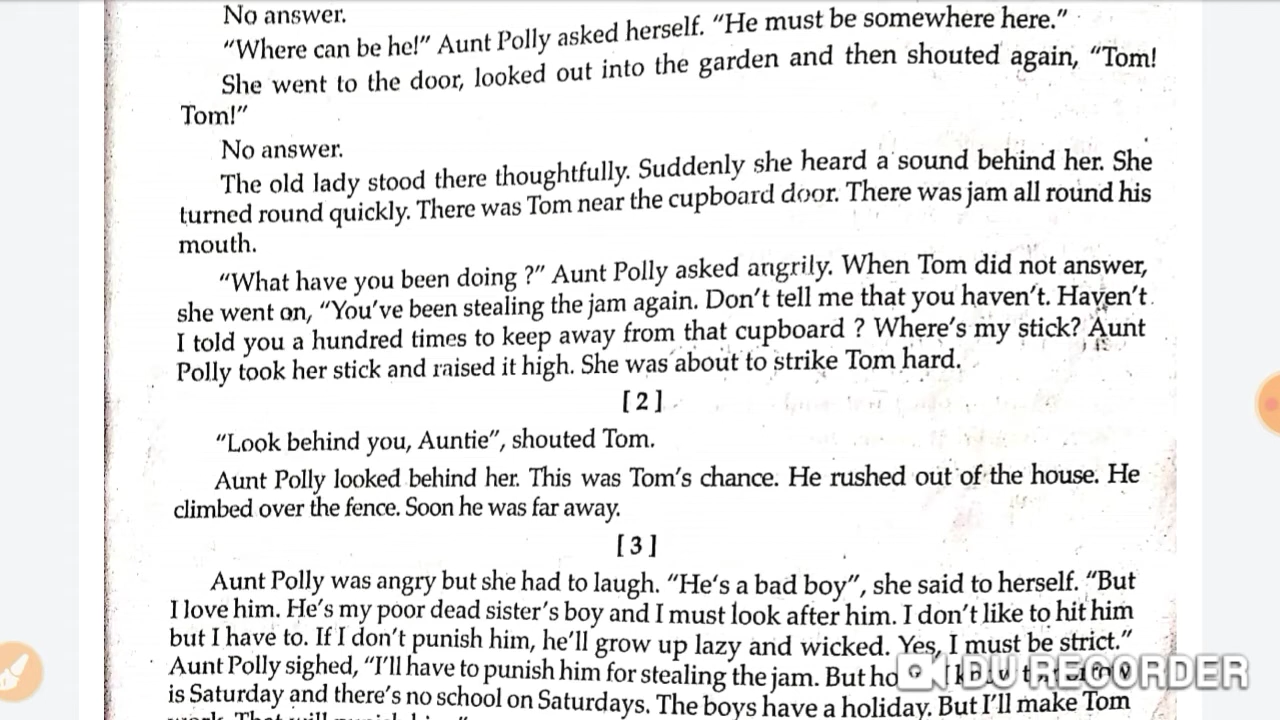 No answer.
“Where can be he!” Aunt Polly asked herself. “He must be somewhere here.”
She went to the door, looked out into the garden and then shouted again, “Tom!
Tom!”
No answer.
The old lady stood there thoughtfully. Suddenly she heard a sound behind her. She
turned round quickly. There was Tom near the cupboard door. There was jam all round his
mouth.
“What have you been doing ?” Aunt Polly asked angrily. When Tom did not answer,
she went on, “You’ve been stealing the jam again. Don’t tell me that you haven’t. Haven’t
I told you a hundred times to keep away from that cupboard ? Where’s my stick? Aunt
Polly took her stick and raised it high. She was about to strike Tom hard.
[ 2 ]
“Look behind you, Auntie”, shouted Tom.
Aunt Polly looked behind her. This was Tom’s chance. He rushed out of the house. He
climbed over the fence. Soon he was far away.
[ 3 ]
Aunt Polly was angry but she had to laugh. “He’s a bad boy”, she said to herself. “But
I love him. He’s my poor dead sister’s boy and I must look after him. I don’t like to hit him
but I have to. If I don’t punish him, he’ll grow up lazy and wicked. Yes, I must be strict.”
Aunt Polly sighed, “I’ll have to punish him for stealing the jam. But
DU RECORDER
is Saturday and there’s no school on Saturdays. The boys have a holiday. But I’ll make Tom